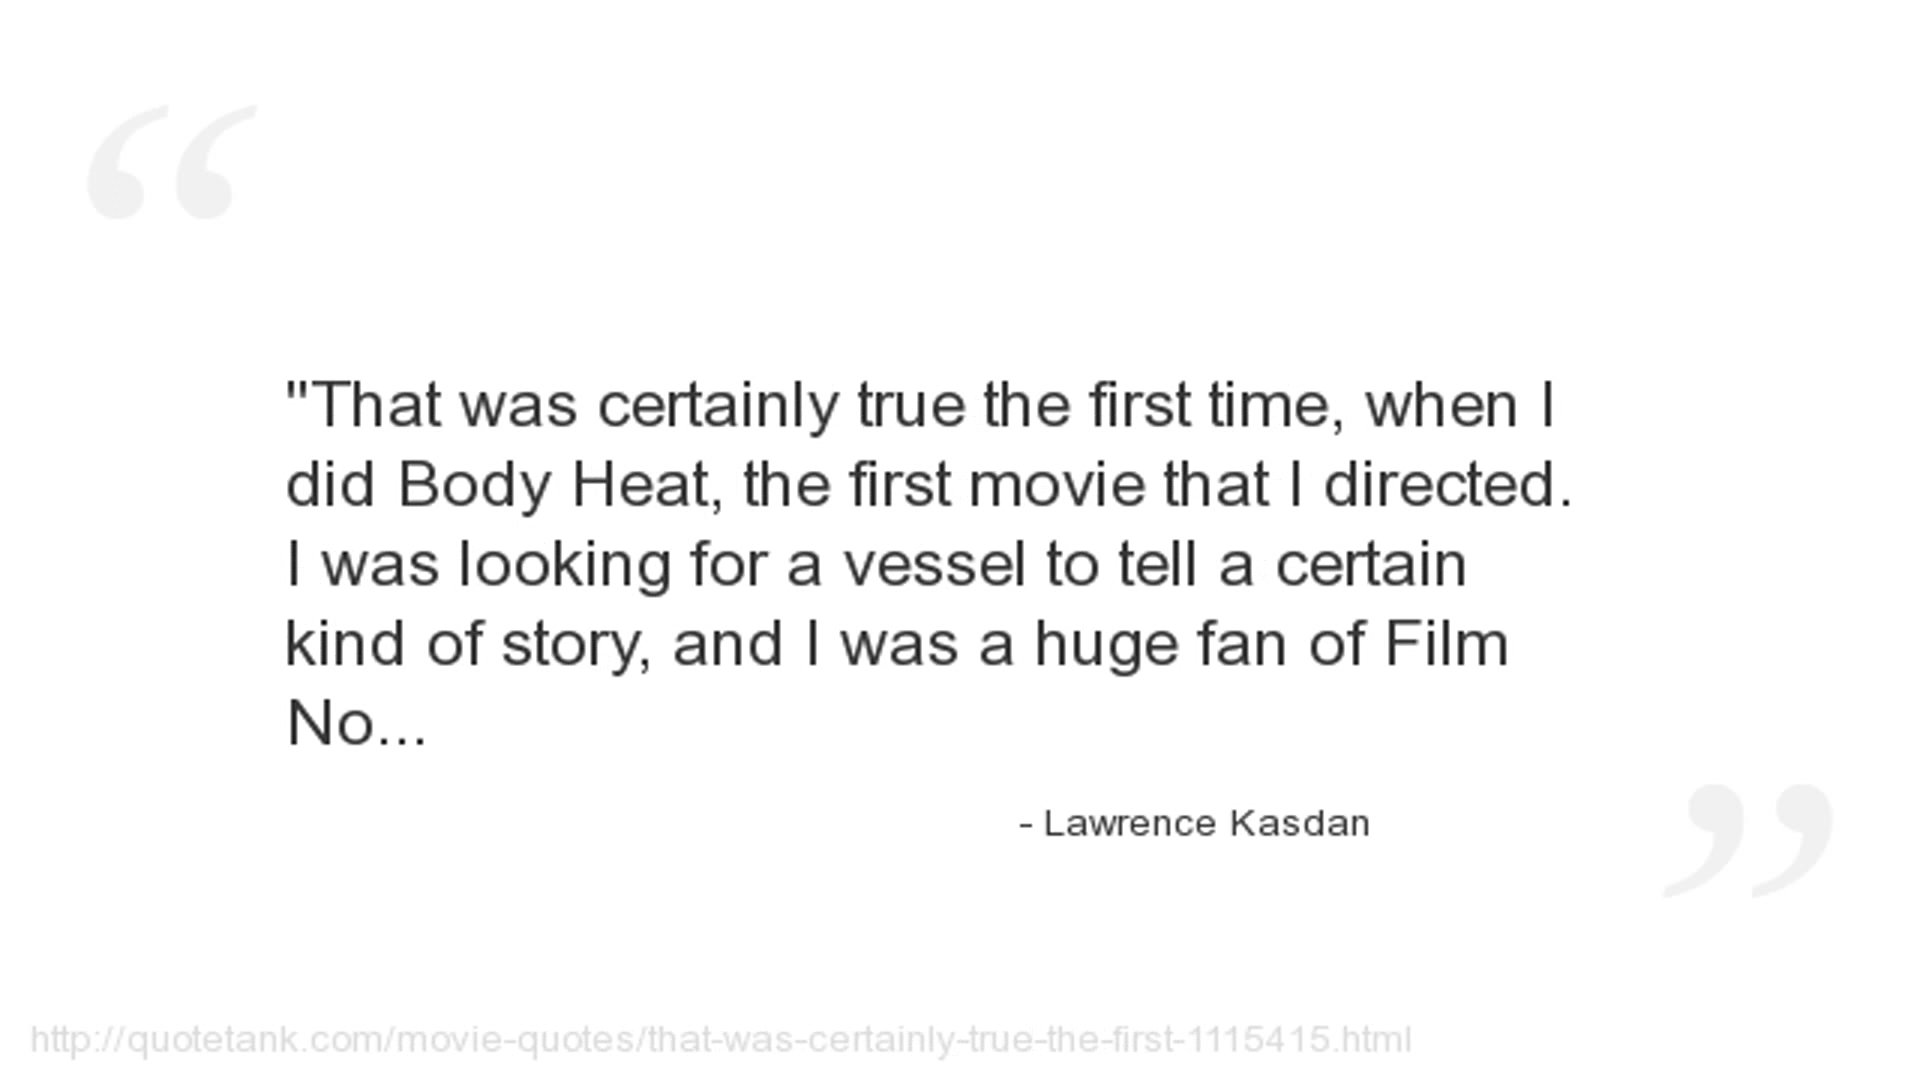 "That was certainly true the first time, when I
did Body Heat, the first movie that I directed.
I was looking for a vessel to tell a certain
kind of story, and I was a huge fan of Film
No...
- Lawrence Kasdan
http://quotetank.com/movie-quotes/that-was-certainly-true-the-first-1115415.html